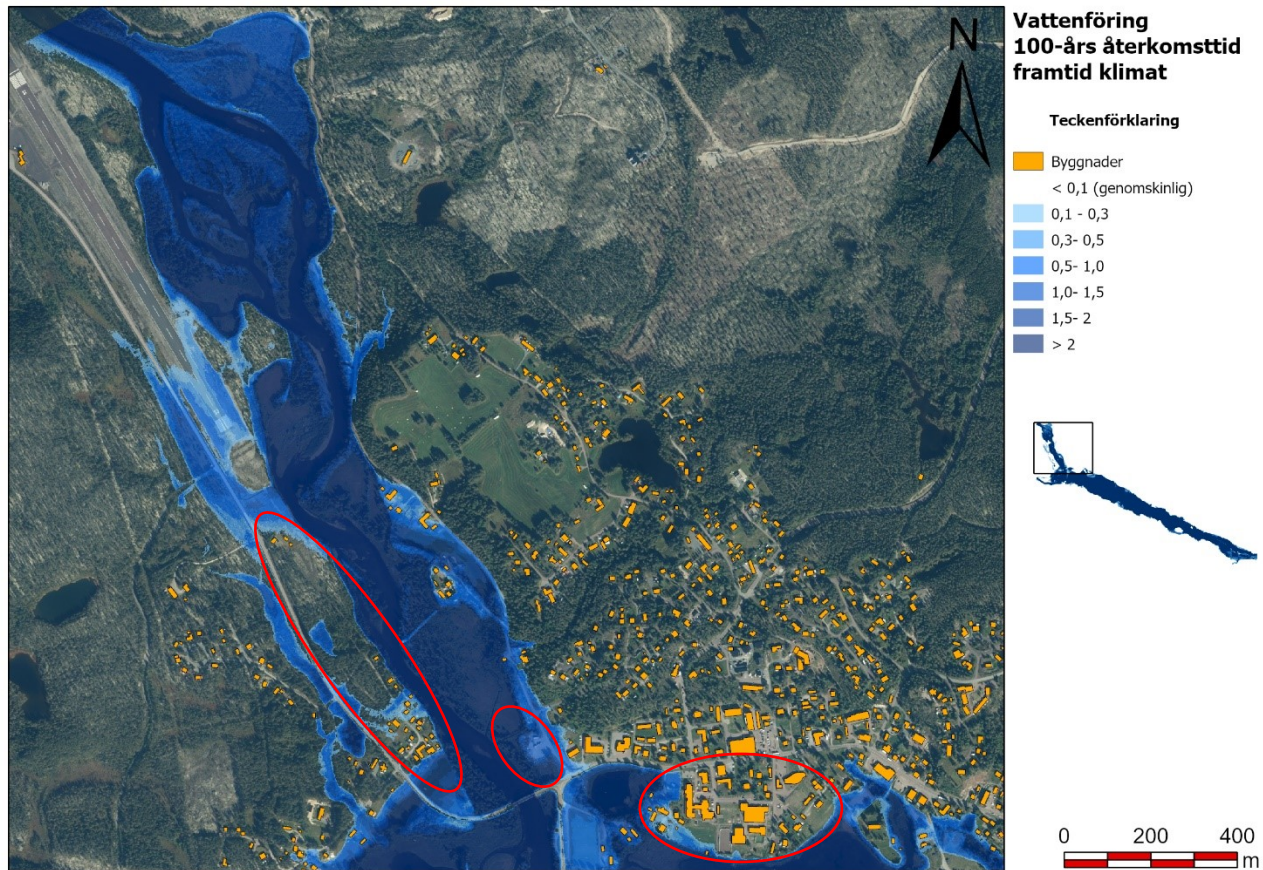 Vattenföring
100-års återkomsttid
framtid klimat
N
Teckenförklaring
Byggnader
< 0,1 (genomskinlig)
0,1 - 0,3
0,3- 0,5
0,5- 1,0
1,0- 1,5
1,5- 2
> 2
0 200 400
m